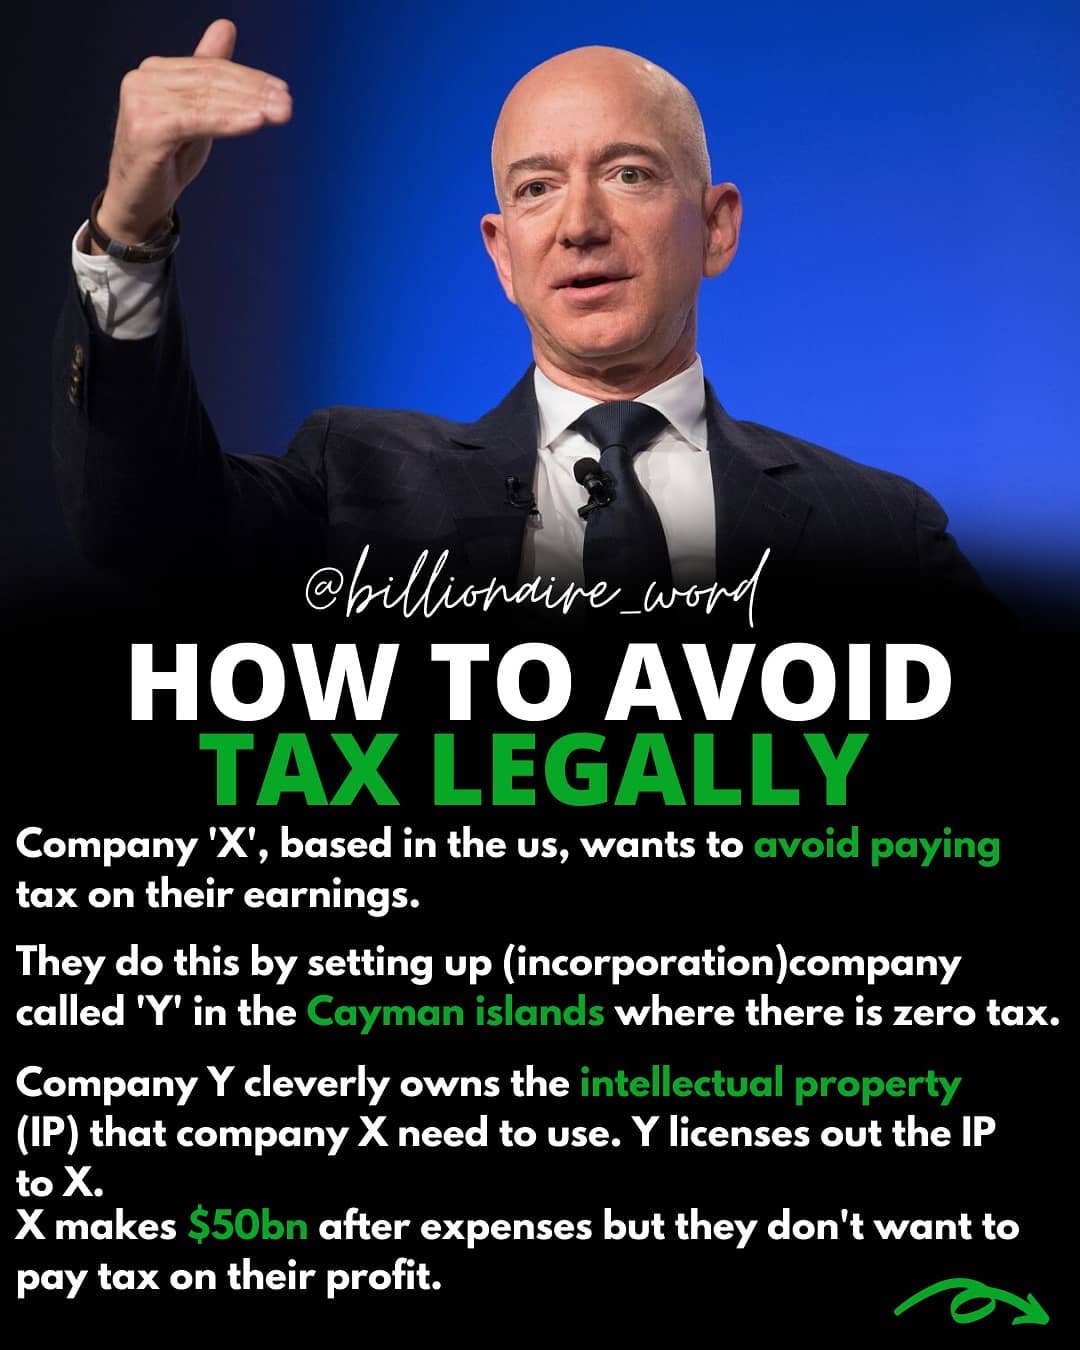 @billionaire_word
HOW TO AVOID
TAX LEGALLY
Company 'X', based in the us, wants to avoid paying
tax on their earnings.
They do this by setting up (incorporation)company
called 'Y' in the Cayman islands where there is zero tax.
Company Y cleverly owns the intellectual property
(IP) that company X need to use. Y licenses out the IP
to X.
X makes $50bn after expenses but they don't want to
pay tax on their profit.